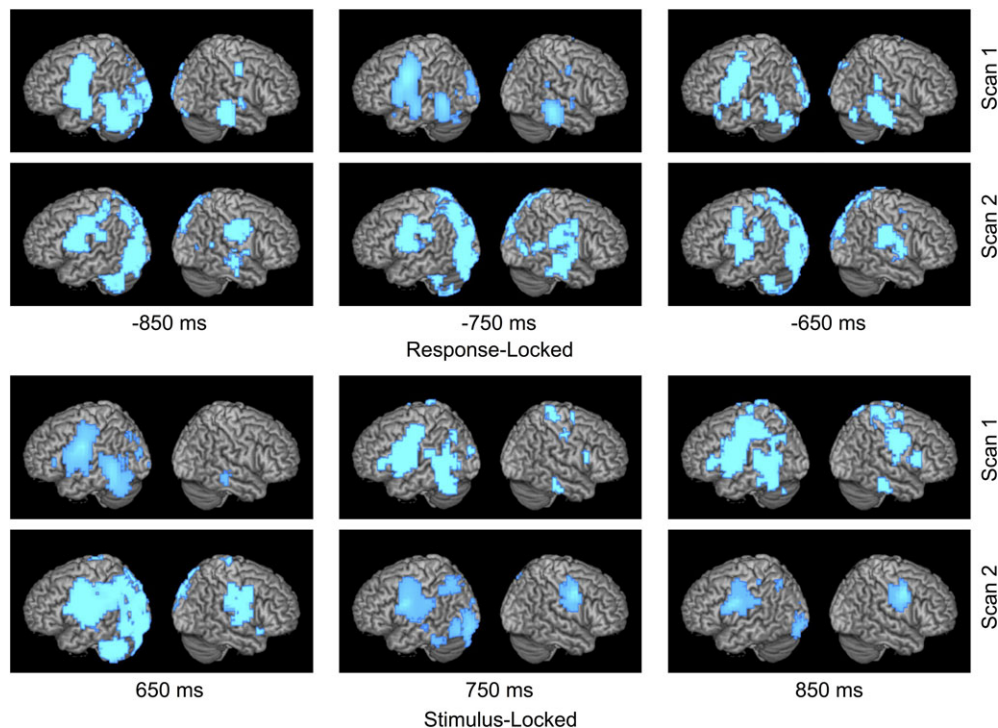 Scan 1
Scan 2
-850 ms
-750 ms
-650 ms
Response-Locked
Scan 1
Scan 2
650 ms
750 ms
850 ms
Stimulus-Locked